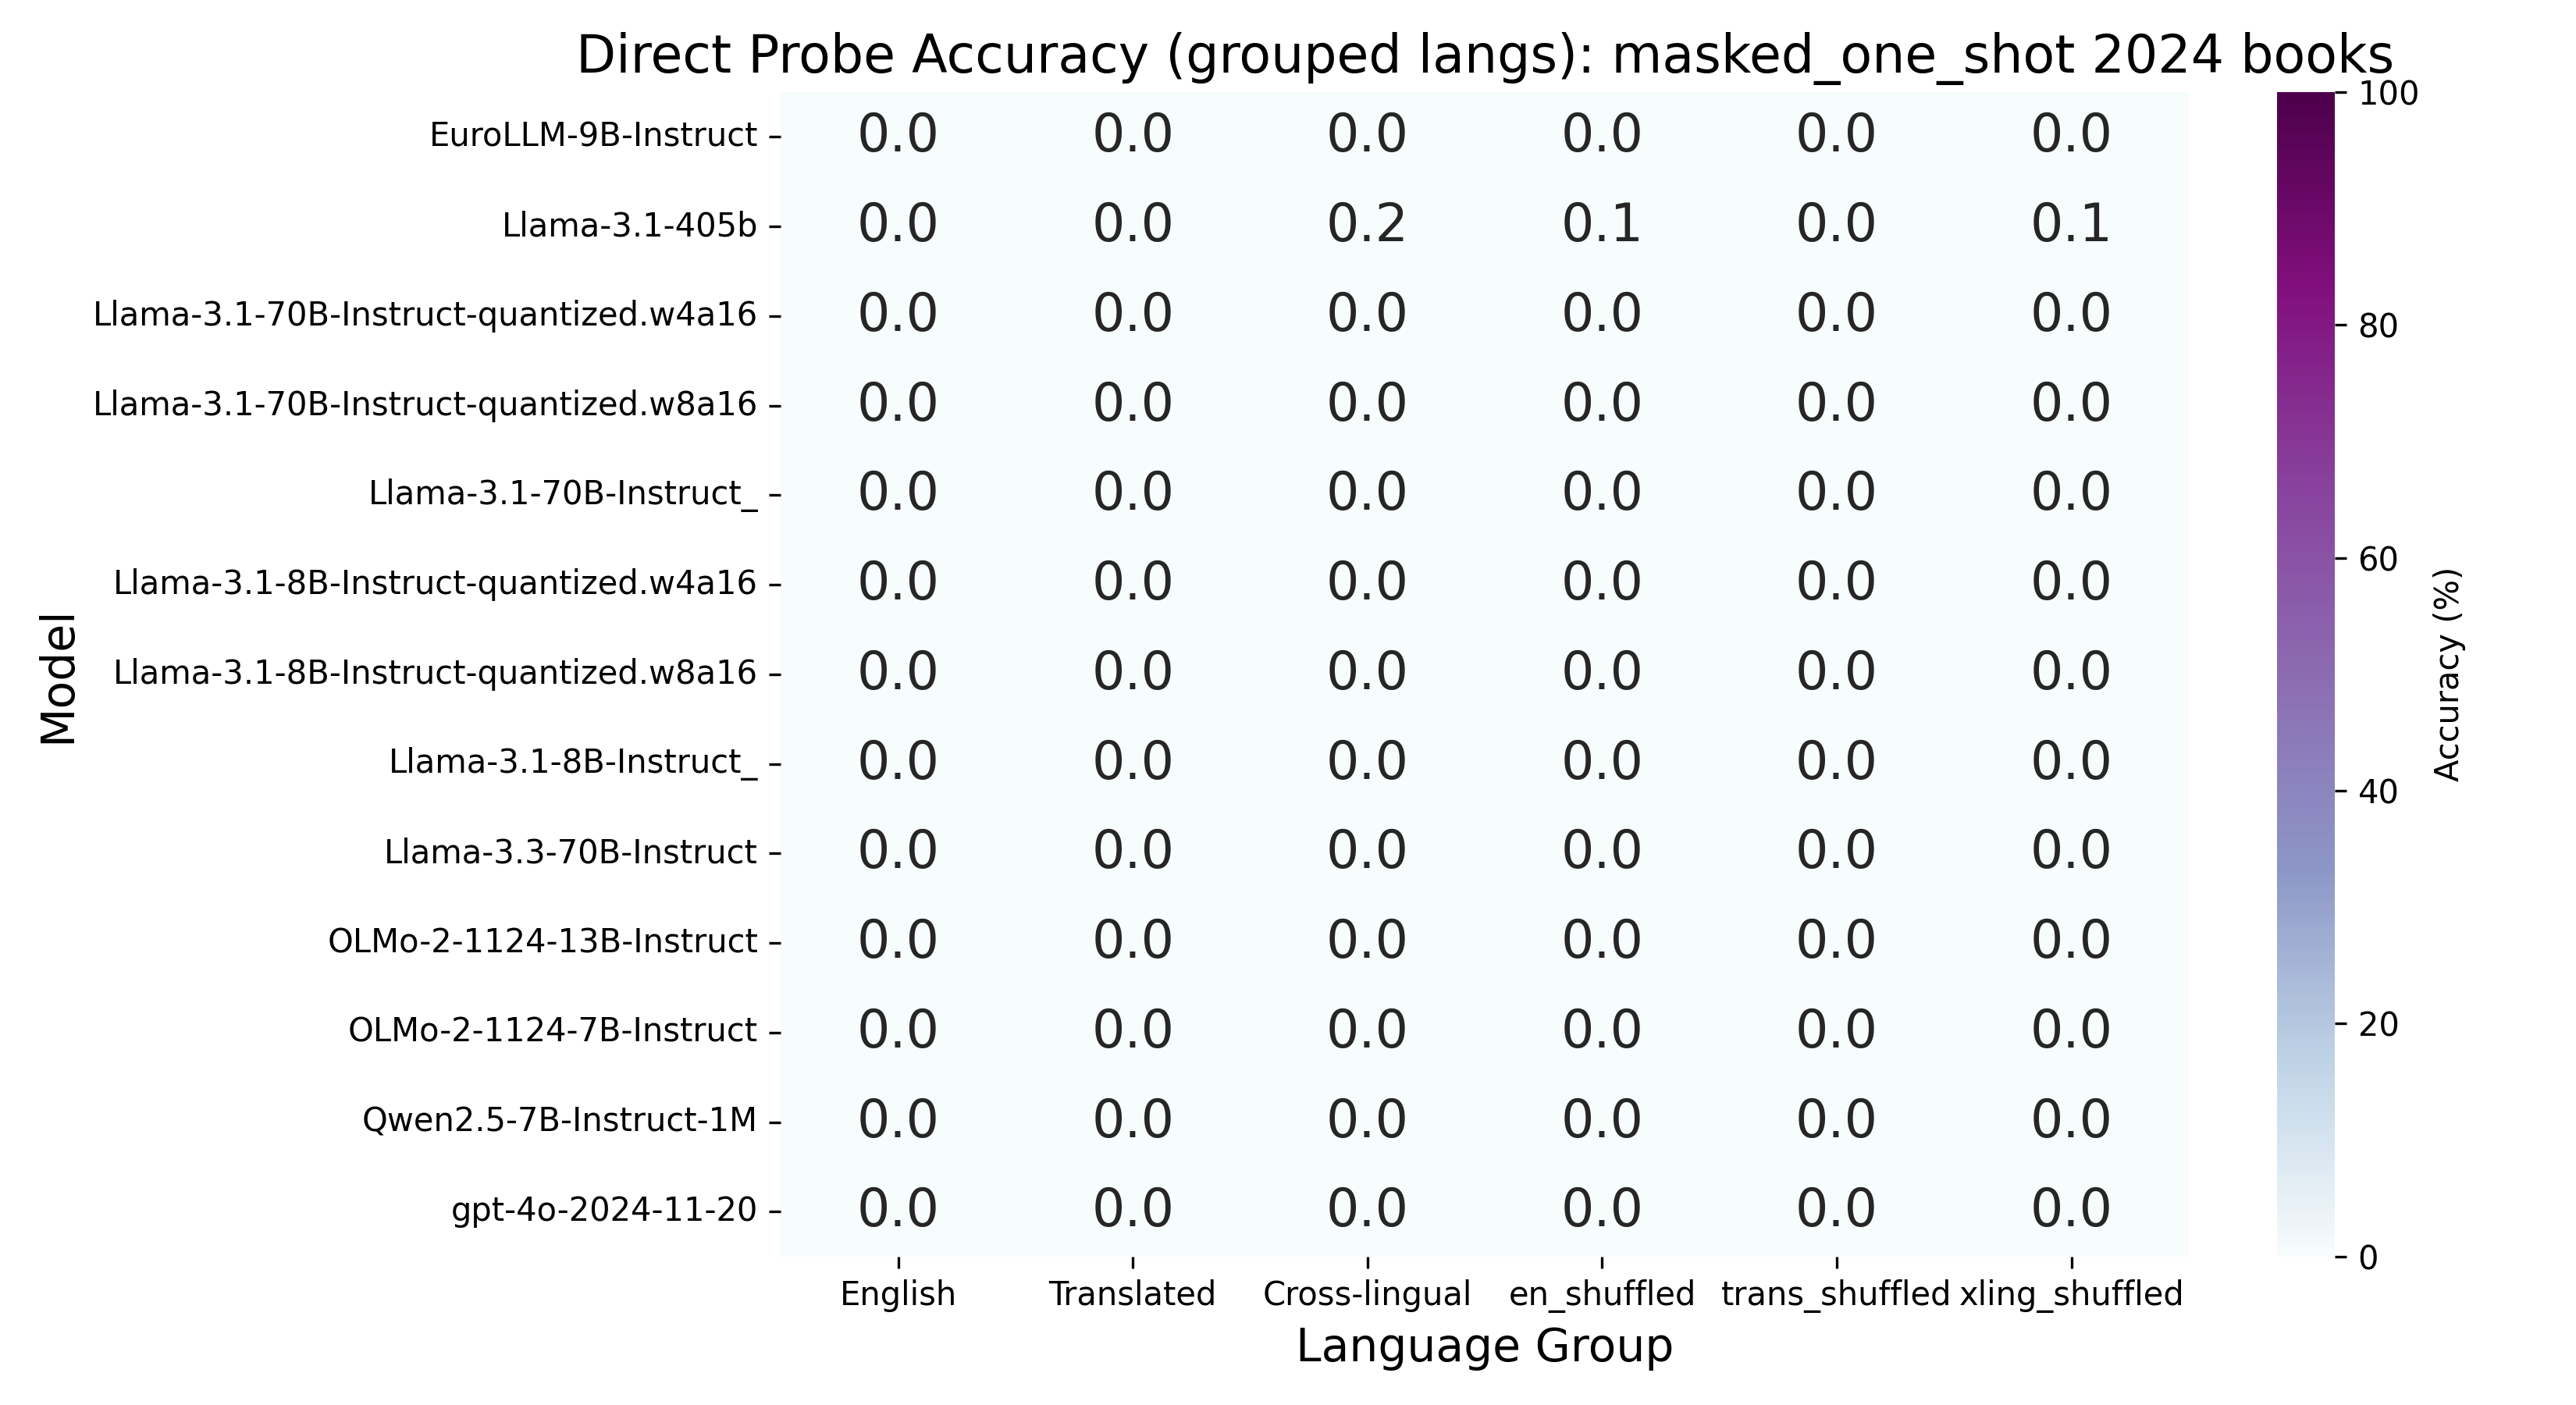 Direct Probe Accuracy (grouped langs): masked_one_shot 2024 books
EuroLLM-9B-Instruct 0.0 0.0 0.0 0.0 0.0 0.0
Llama-3.1-405b 0.0 0.0 0.2 0.1 0.0 0.1
Llama-3.1-70B-Instruct-quantized.w4a16 0.0 0.0 0.0 0.0 0.0 0.0
Llama-3.1-70B-Instruct-quantized.w8a16 0.0 0.0 0.0 0.0 0.0 0.0
Llama-3.1-70B-Instruct_ 0.0 0.0 0.0 0.0 0.0 0.0
Llama-3.1-8B-Instruct-quantized.w4a16 0.0 0.0 0.0 0.0 0.0 0.0
Llama-3.1-8B-Instruct-quantized.w8a16 0.0 0.0 0.0 0.0 0.0 0.0
Llama-3.1-8B-Instruct_ 0.0 0.0 0.0 0.0 0.0 0.0
Llama-3.3-70B-Instruct 0.0 0.0 0.0 0.0 0.0 0.0
OLMo-2-1124-13B-Instruct 0.0 0.0 0.0 0.0 0.0 0.0
OLMo-2-1124-7B-Instruct 0.0 0.0 0.0 0.0 0.0 0.0
Qwen2.5-7B-Instruct-1M 0.0 0.0 0.0 0.0 0.0 0.0
gpt-4o-2024-11-20 0.0 0.0 0.0 0.0 0.0 0.0
English Translated Cross-lingual en_shuffled trans_shuffled xling_shuffled
Language Group
Model
100
80
60
40
20
0
Accuracy (%)